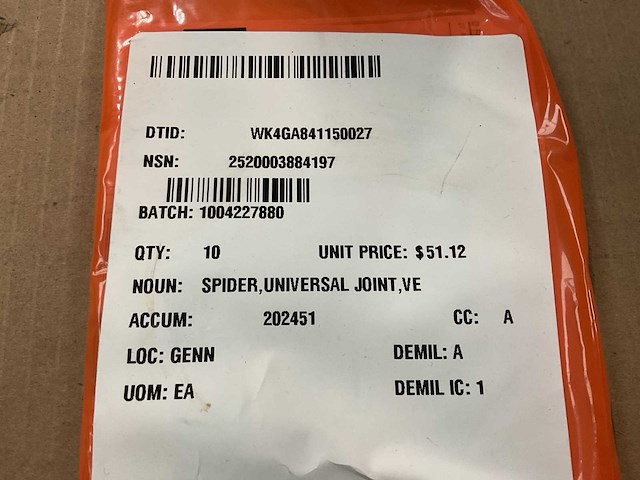 DTID: WK4GA841150027
NSN: 2520003884197
BATCH: 1004227880
QTY: 10 UNIT PRICE: $51.12
NOUN: SPIDER,UNIVERSAL JOINT,VE
ACCUM: 202451 CC: A
LOC: GENN DEMIL: A
UOM: EA DEMIL IC: 1